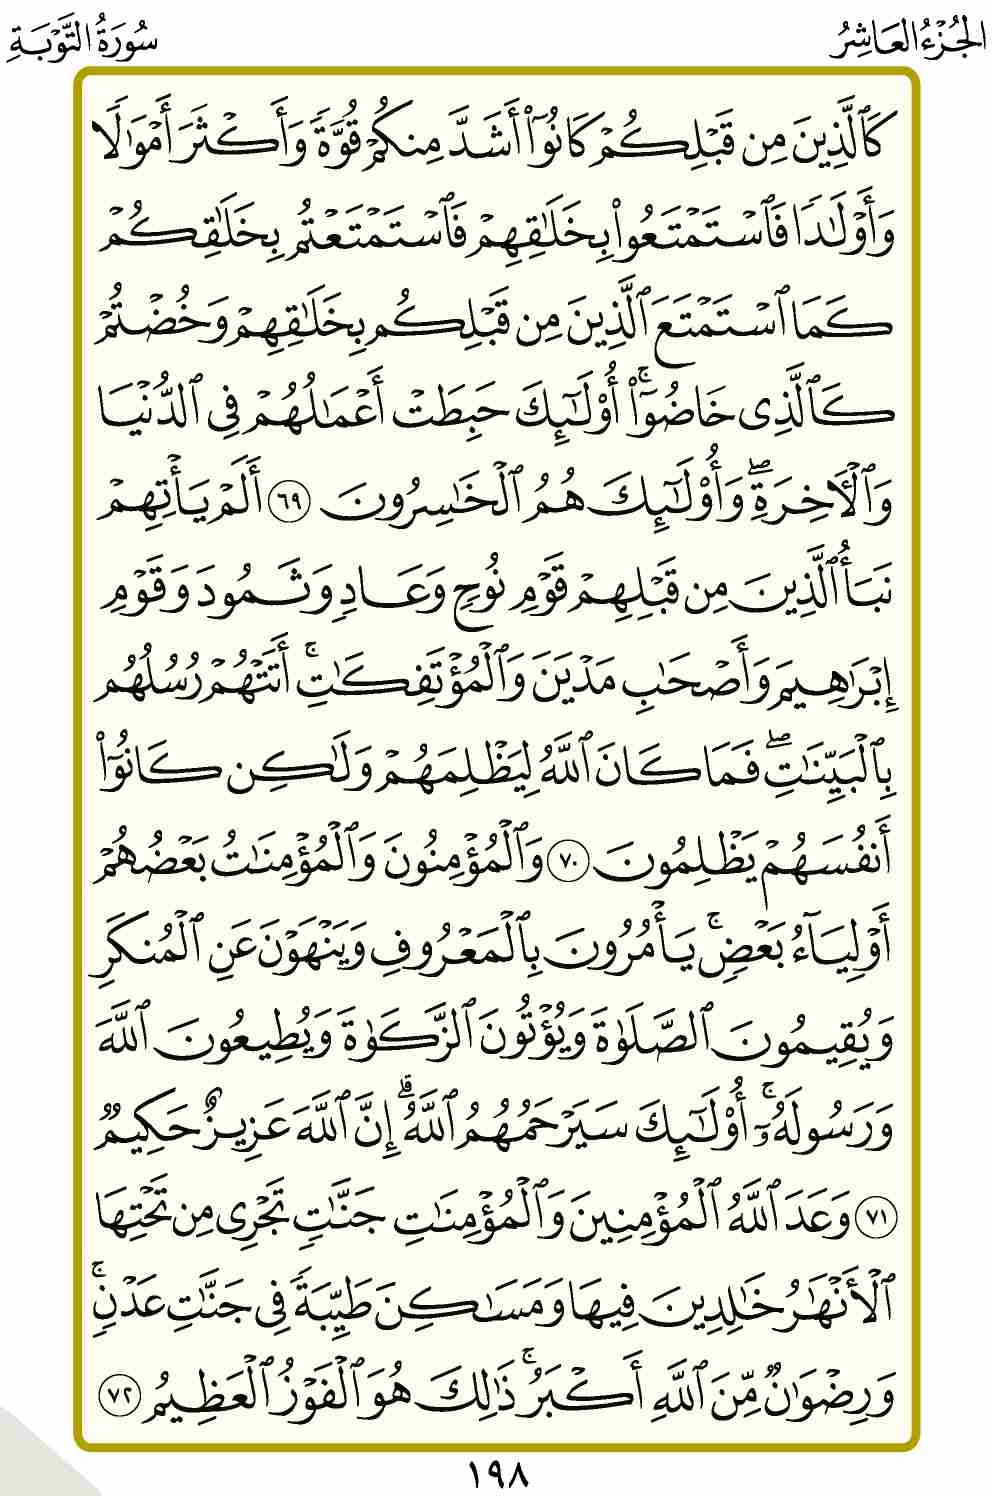 الجُزْءُ العَاشِرُ
سُورَةُ التَّوْبَةِ
كَٱلَّذِينَ مِن قَبْلِكُمْ كَانُوٓا۟ أَشَدَّ مِنكُمْ قُوَّةً وَأَكْثَرَ أَمْوَٰلًا
وَأَوْلَٰدًا فَٱسْتَمْتَعُوا۟ بِخَلَٰقِهِمْ فَٱسْتَمْتَعْتُم بِخَلَٰقِكُمْ
كَمَا ٱسْتَمْتَعَ ٱلَّذِينَ مِن قَبْلِكُم بِخَلَٰقِهِمْ وَخُضْتُمْ
كَٱلَّذِى خَاضُوٓا۟ ۚ أُو۟لَٰٓئِكَ حَبِطَتْ أَعْمَٰلُهُمْ فِى ٱلدُّنْيَا
وَٱلْءَاخِرَةِ ۖ وَأُو۟لَٰٓئِكَ هُمُ ٱلْخَٰسِرُونَ ٦٩ أَلَمْ يَأْتِهِمْ
نَبَأُ ٱلَّذِينَ مِن قَبْلِهِمْ قَوْمِ نُوحٍ وَعَادٍ وَثَمُودَ وَقَوْمِ
إِبْرَٰهِيمَ وَأَصْحَٰبِ مَدْيَنَ وَٱلْمُؤْتَفِكَٰتِ ۚ أَتَتْهُمْ رُسُلُهُم
بِٱلْبَيِّنَٰتِ ۖ فَمَا كَانَ ٱللَّهُ لِيَظْلِمَهُمْ وَلَٰكِن كَانُوٓا۟
أَنفُسَهُمْ يَظْلِمُونَ ٧٠ وَٱلْمُؤْمِنُونَ وَٱلْمُؤْمِنَٰتُ بَعْضُهُمْ
أَوْلِيَآءُ بَعْضٍ ۚ يَأْمُرُونَ بِٱلْمَعْرُوفِ وَيَنْهَوْنَ عَنِ ٱلْمُنكَرِ
وَيُقِيمُونَ ٱلصَّلَوٰةَ وَيُؤْتُونَ ٱلزَّكَوٰةَ وَيُطِيعُونَ ٱللَّهَ
وَرَسُولَهُۥٓ ۚ أُو۟لَٰٓئِكَ سَيَرْحَمُهُمُ ٱللَّهُ ۗ إِنَّ ٱللَّهَ عَزِيزٌ حَكِيمٌ
٧١ وَعَدَ ٱللَّهُ ٱلْمُؤْمِنِينَ وَٱلْمُؤْمِنَٰتِ جَنَّٰتٍ تَجْرِى مِن تَحْتِهَا
ٱلْأَنْهَٰرُ خَٰلِدِينَ فِيهَا وَمَسَٰكِنَ طَيِّبَةً فِى جَنَّٰتِ عَدْنٍ ۚ
وَرِضْوَٰنٌ مِّنَ ٱللَّهِ أَكْبَرُ ۚ ذَٰلِكَ هُوَ ٱلْفَوْزُ ٱلْعَظِيمُ ٧٢
١٩٨